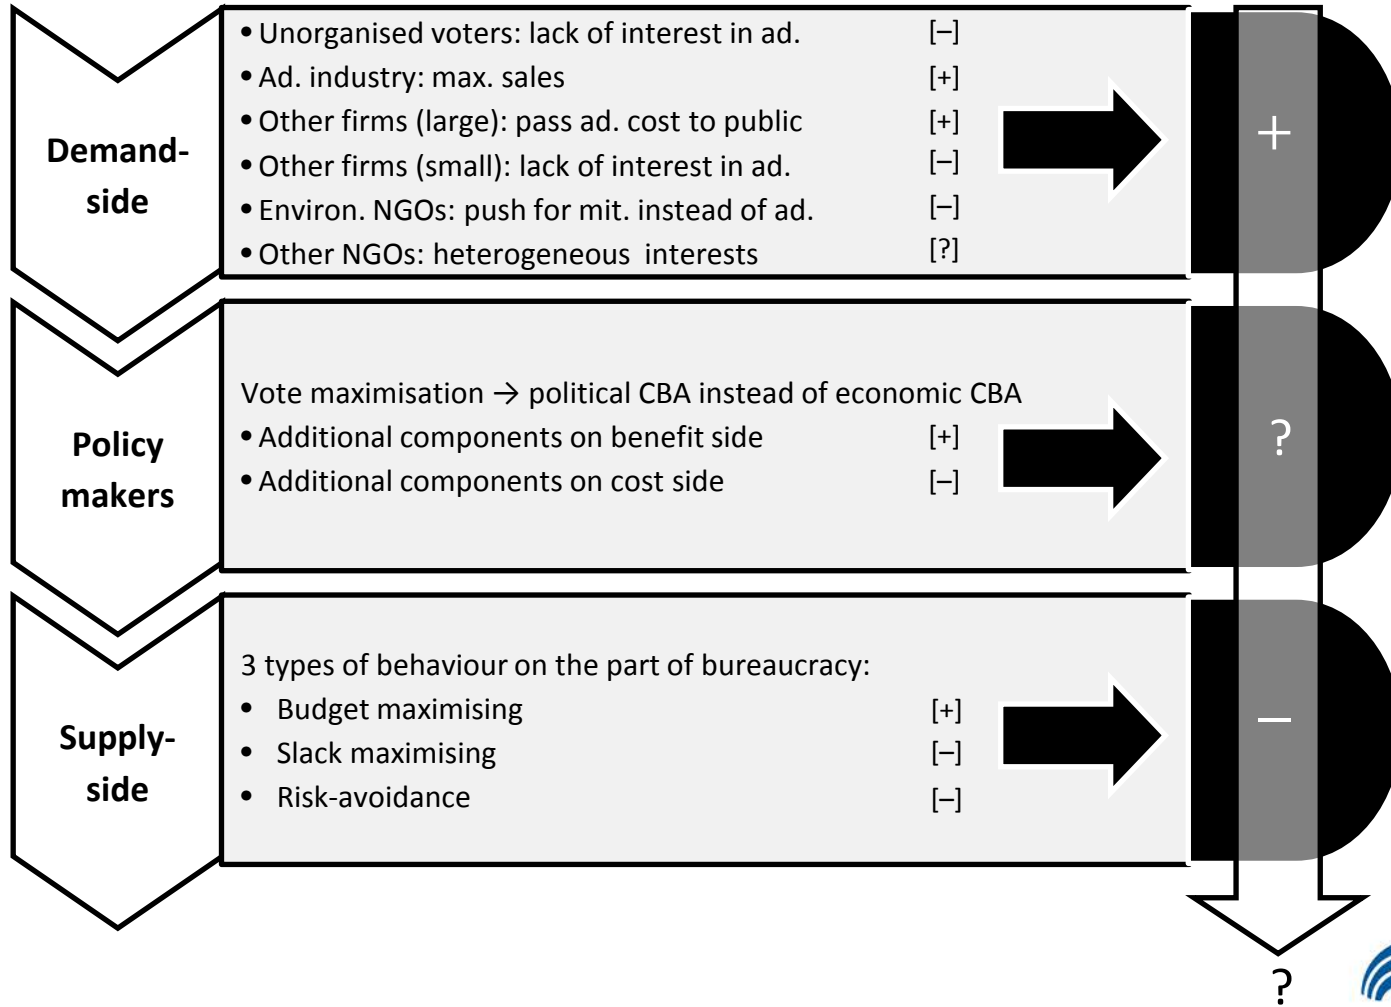 Demand-
side
• Unorganised voters: lack of interest in ad. [–]
• Ad. industry: max. sales [+]
• Other firms (large): pass ad. cost to public [+]
• Other firms (small): lack of interest in ad. [–]
• Environ. NGOs: push for mit. instead of ad. [–]
• Other NGOs: heterogeneous interests [?]
+
Policy
makers
Vote maximisation → political CBA instead of economic CBA
• Additional components on benefit side [+]
• Additional components on cost side [–]
?
Supply-
side
3 types of behaviour on the part of bureaucracy:
• Budget maximising [+]
• Slack maximising [–]
• Risk-avoidance [–]
–
?